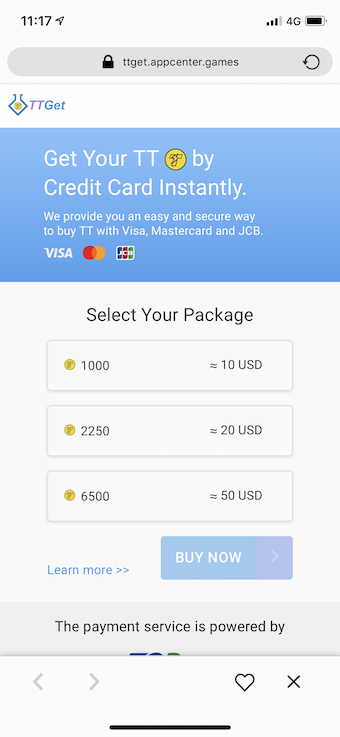 11:17
4G
ttget.appcenter.games
TTGet
Get Your TT by
Credit Card Instantly.
We provide you an easy and secure way
to buy TT with Visa, Mastercard and JCB.
VISA JCB
Select Your Package
1000 ≈ 10 USD
2250 ≈ 20 USD
6500 ≈ 50 USD
BUY NOW
Learn more >>
The payment service is powered by